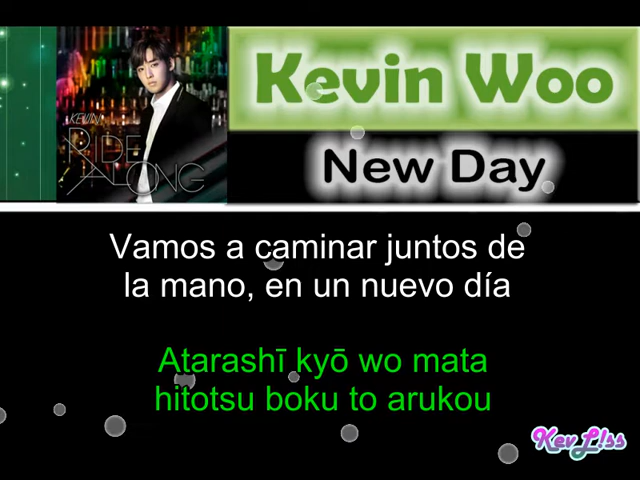 Kevin Woo
KEVIN
RIDE
ALONG
New Day
Vamos a caminar juntos de
la mano, en un nuevo día
Atarashī kyō wo mata
hitotsu boku to arukou
KevL!ss